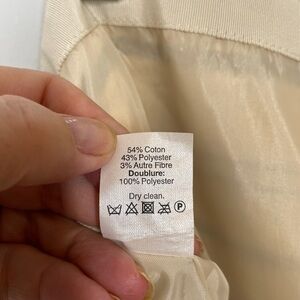 54% Coton
43% Polyester
3% Autre Fibre
Doublure:
100% Polyester
Dry clean.
P